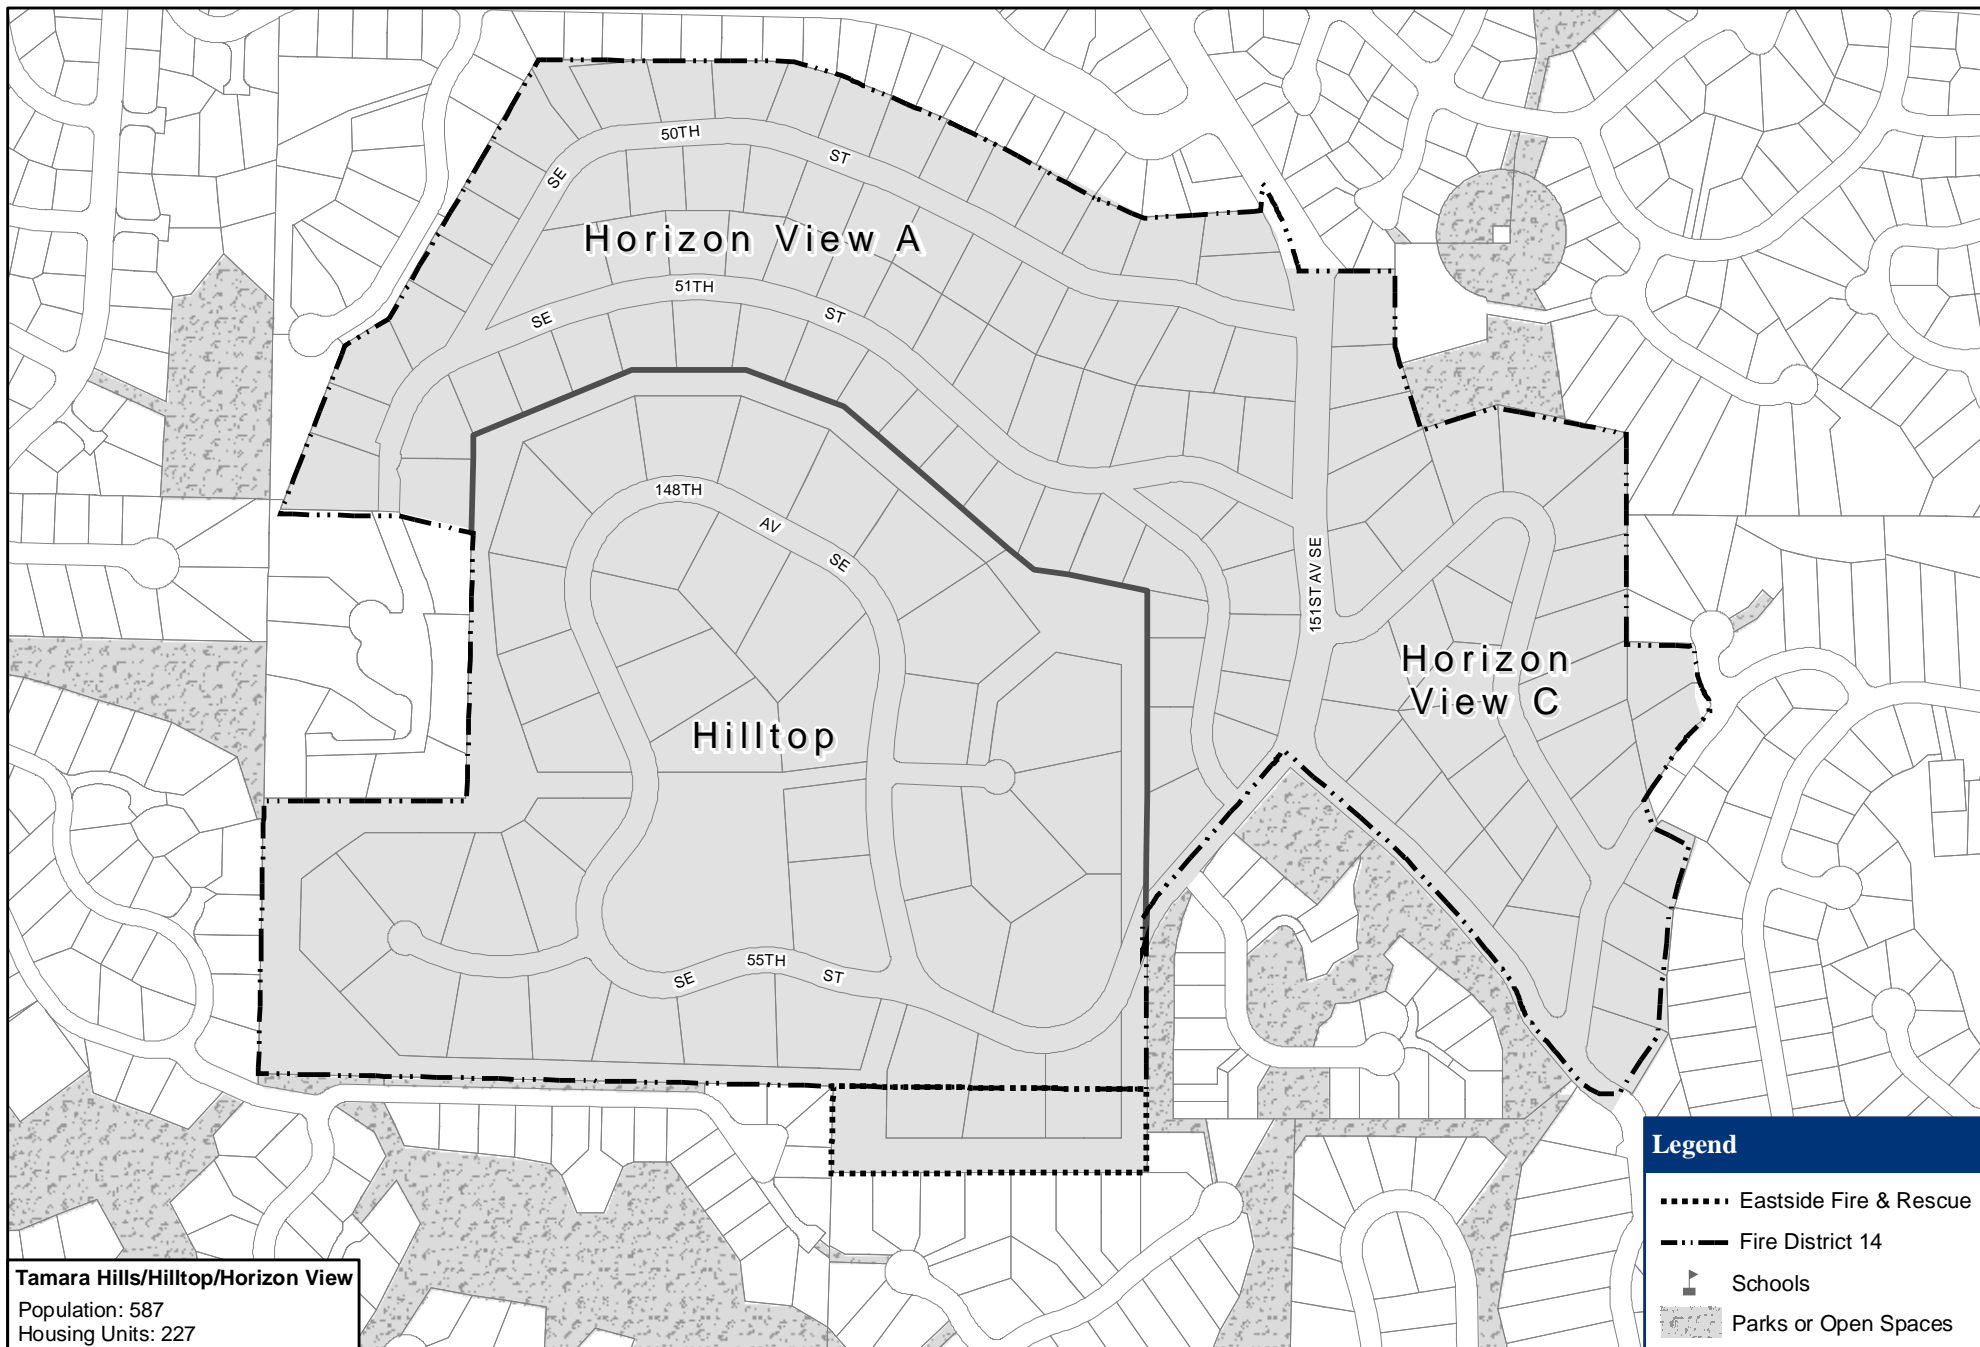 50TH
ST
SE
Horizon View A
51TH
SE
ST
148TH
AV
SE
151ST AV SE
Horizon
View C
Hilltop
55TH
SE
ST
Legend
Eastside Fire & Rescue
Fire District 14
Schools
Parks or Open Spaces
Tamara Hills/Hilltop/Horizon View
Population: 587
Housing Units: 227